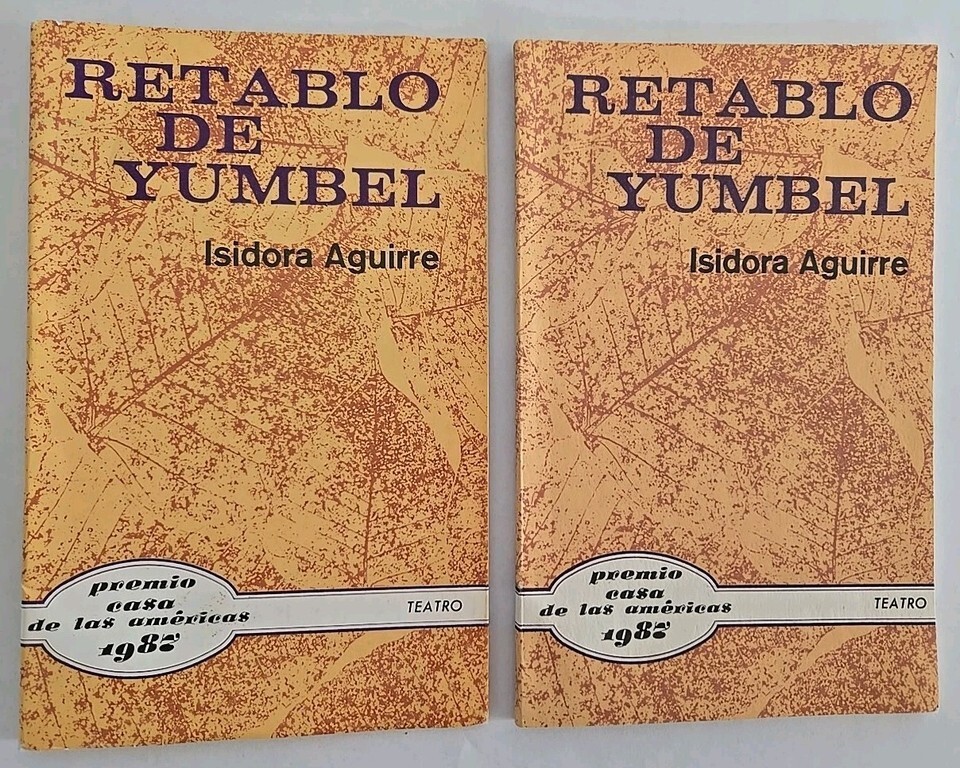 RETABLO
DE
YUMBEL
Isidora Aguirre
premio
casa
de las américas
1987
TEATRO
RETABLO
DE
YUMBEL
Isidora Aguirre
premio
casa
de las américas
1987
TEATRO